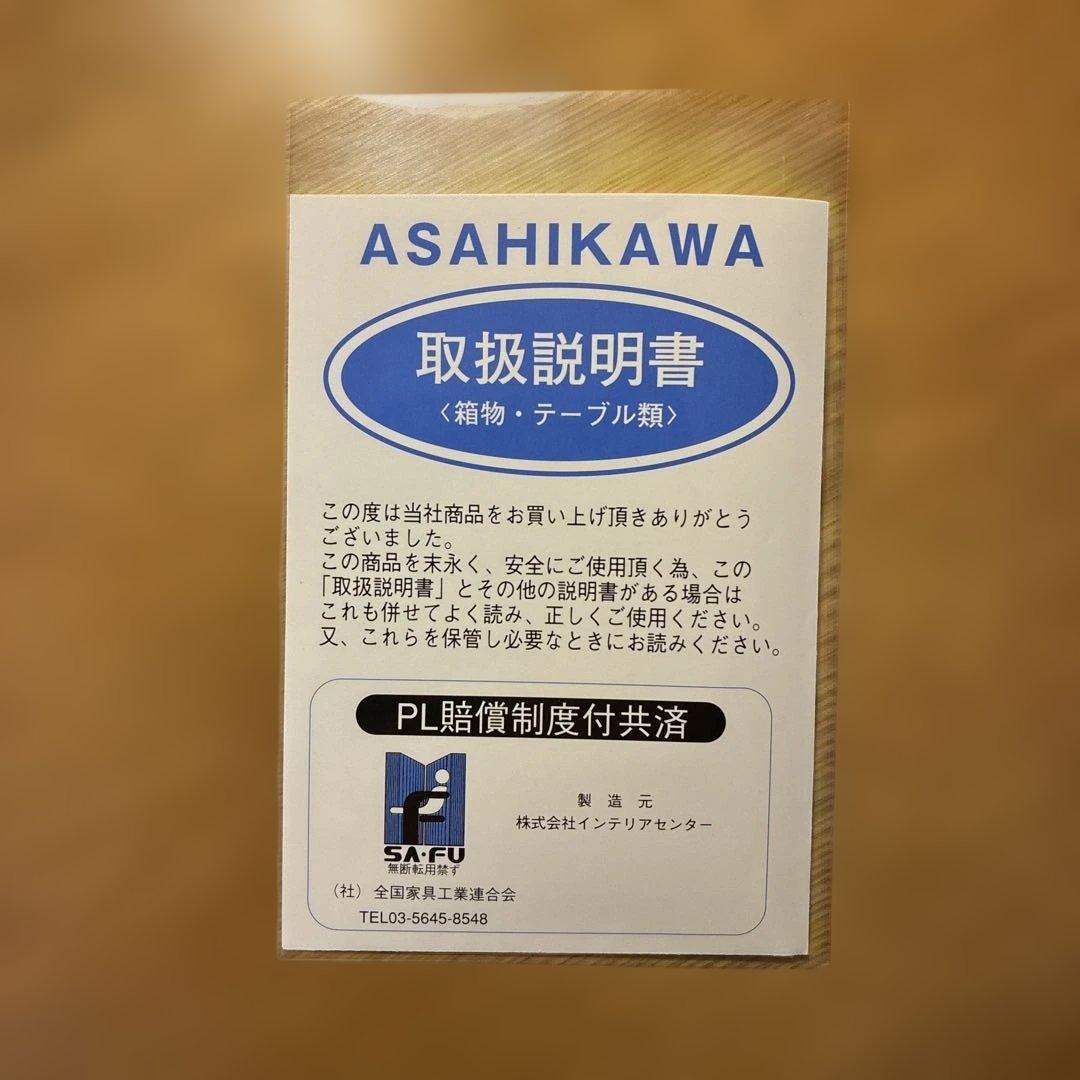 ASAHIKAWA
取扱説明書
〈箱物・テーブル類〉
この度は当社商品をお買い上げ頂きありがとう
ございました。
この商品を末永く、安全にご使用頂く為、この
「取扱説明書」とその他の説明書がある場合は
これも併せてよく読み、正しくご使用ください。
又、これらを保管し必要なときにお読みください。
PL賠償制度付共済
SA・FU
無断転用禁ず
製造元
株式会社インテリアセンター
（社）全国家具工業連合会
TEL03-5645-8548